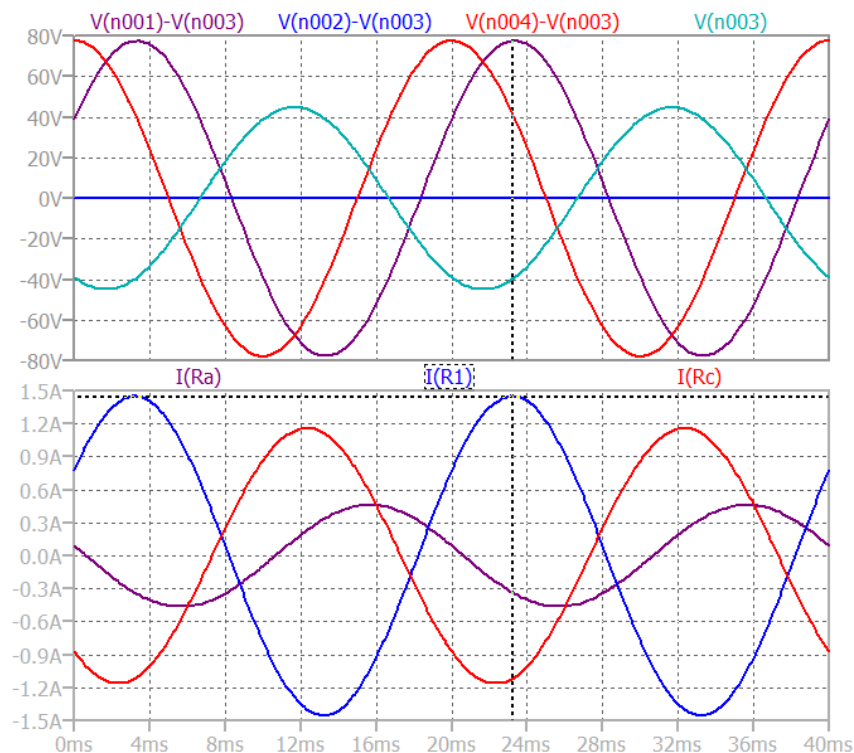 V(n001)-V(n003) V(n002)-V(n003) V(n004)-V(n003) V(n003)
80V
60V
40V
20V
0V
-20V
-40V
-60V
-80V
I(Ra) I(R1) I(Rc)
1.5A
1.2A
0.9A
0.6A
0.3A
0.0A
-0.3A
-0.6A
-0.9A
-1.2A
-1.5A
0ms 4ms 8ms 12ms 16ms 20ms 24ms 28ms 32ms 36ms 40ms